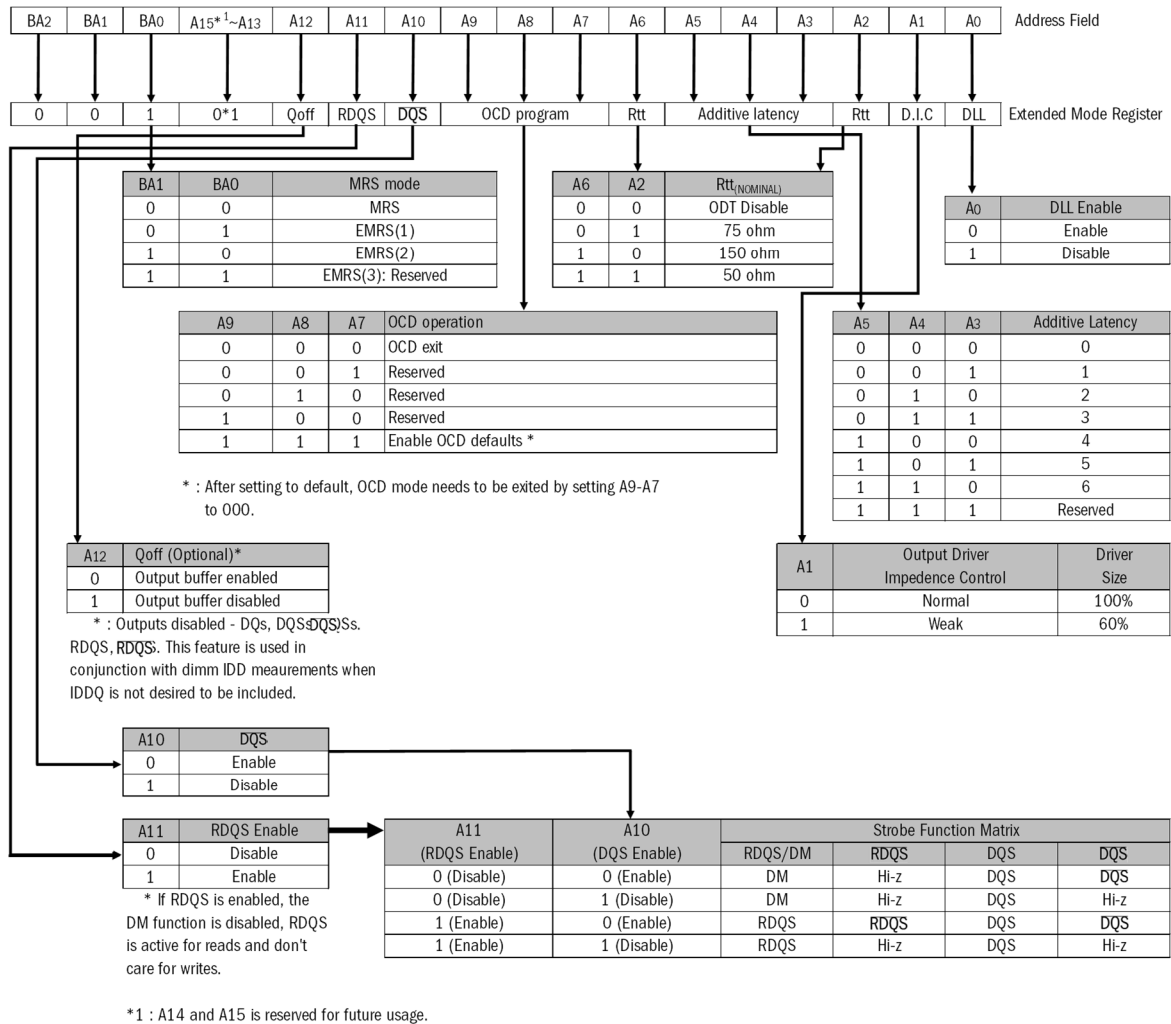 BA2 BA1 BA0 A15*¹~A13 A12 A11 A10 A9 A8 A7 A6 A5 A4 A3 A2 A1 A0 Address Field
0 0 1 0*1 Qoff RDQS D̅Q̅S̅ OCD program Rtt Additive latency Rtt D.I.C DLL Extended Mode Register
BA1 BA0 MRS mode
0 0 MRS
0 1 EMRS(1)
1 0 EMRS(2)
1 1 EMRS(3): Reserved
A6 A2 Rtt(NOMINAL)
0 0 ODT Disable
0 1 75 ohm
1 0 150 ohm
1 1 50 ohm
A0 DLL Enable
0 Enable
1 Disable
A9 A8 A7 OCD operation
0 0 0 OCD exit
0 0 1 Reserved
0 1 0 Reserved
1 0 0 Reserved
1 1 1 Enable OCD defaults *
* : After setting to default, OCD mode needs to be exited by setting A9-A7
to 000.
A5 A4 A3 Additive Latency
0 0 0 0
0 0 1 1
0 1 0 2
0 1 1 3
1 0 0 4
1 0 1 5
1 1 0 6
1 1 1 Reserved
A12 Qoff (Optional)*
0 Output buffer enabled
1 Output buffer disabled
* : Outputs disabled - DQs, DQSs
RDQS, R̅D̅Q̅S̅. This feature is used in
conjunction with dimm IDD meaurements when
IDDQ is not desired to be included.
A1 Output Driver Driver
Impedence Control Size
0 Normal 100%
1 Weak 60%
A10 D̅Q̅S̅
0 Enable
1 Disable
A11 RDQS Enable
0 Disable
1 Enable
* If RDQS is enabled, the
DM function is disabled, RDQS
is active for reads and don't
care for writes.
A11 A10 Strobe Function Matrix
(RDQS Enable) (DQS Enable) RDQS/DM R̅D̅Q̅S̅ DQS D̅Q̅S̅
0 (Disable) 0 (Enable) DM Hi-z DQS D̅Q̅S̅
0 (Disable) 1 (Disable) DM Hi-z DQS Hi-z
1 (Enable) 0 (Enable) RDQS R̅D̅Q̅S̅ DQS D̅Q̅S̅
1 (Enable) 1 (Disable) RDQS Hi-z DQS Hi-z
*1 : A14 and A15 is reserved for future usage.